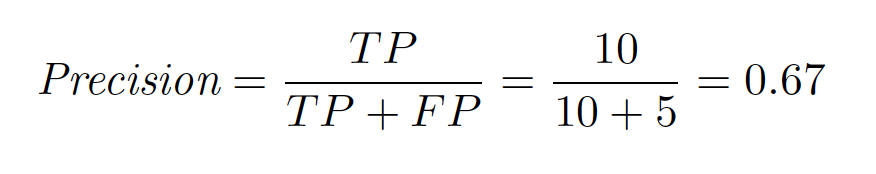 Precision = TP / (TP + FP) = 10 / (10 + 5) = 0.67